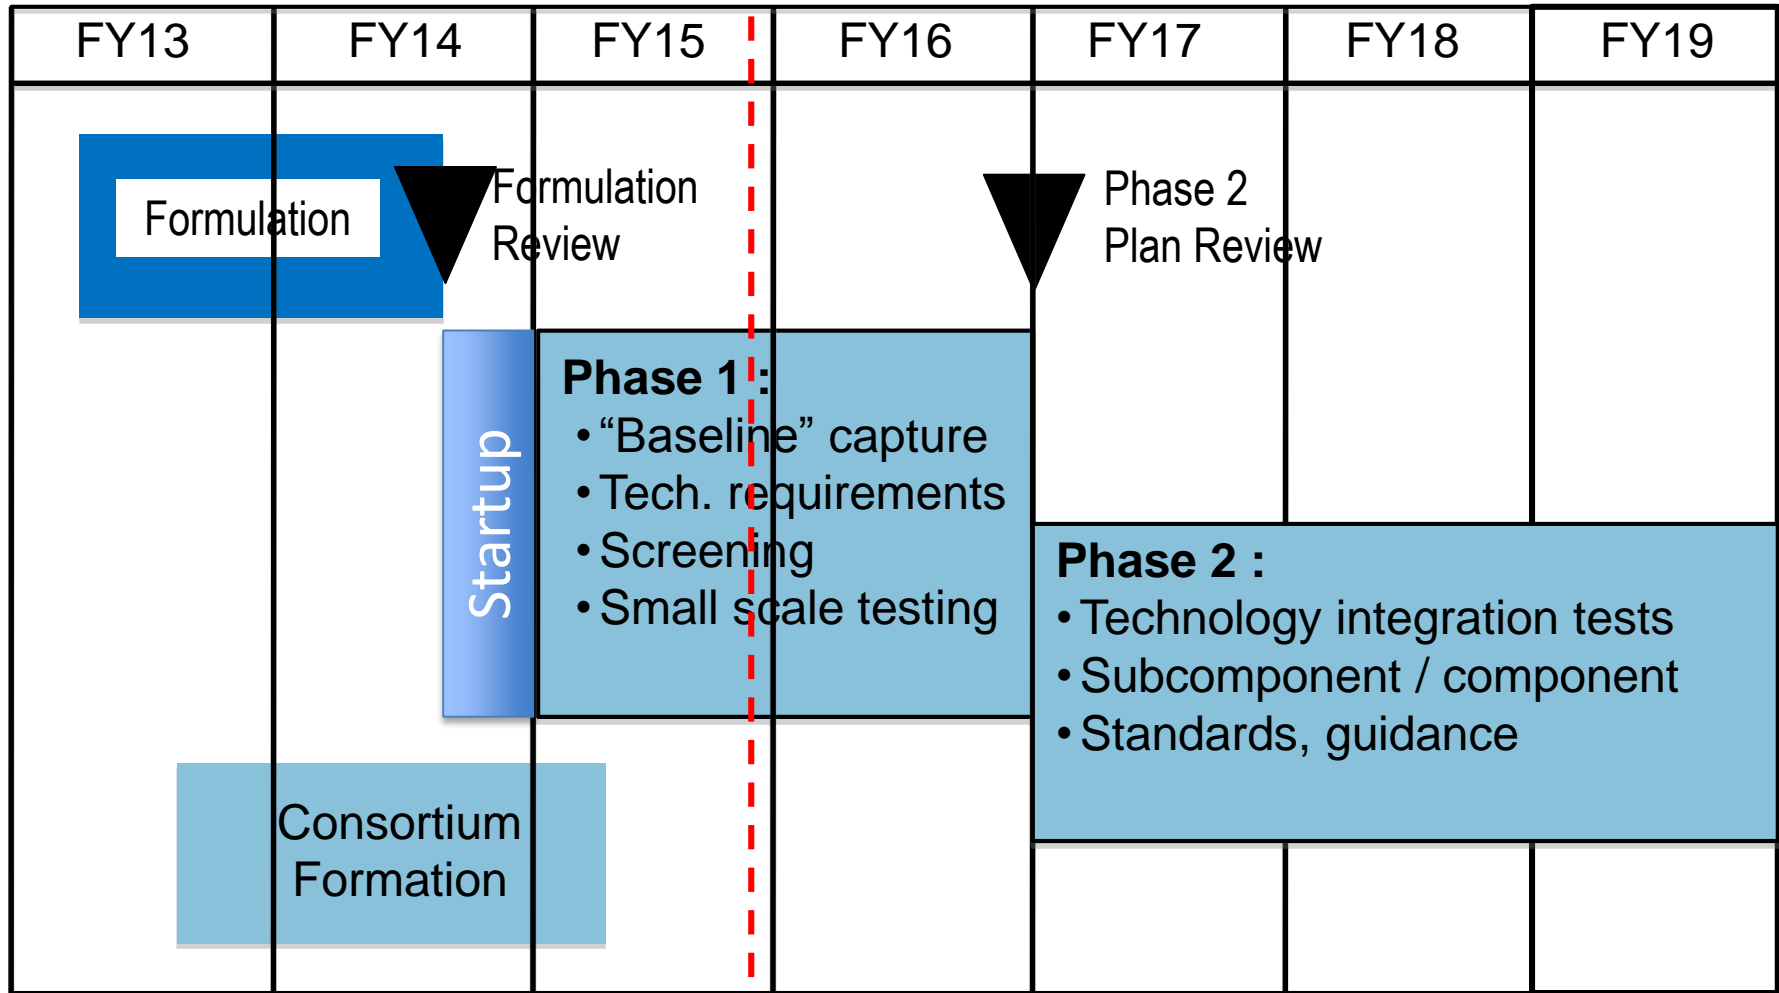 FY13 FY14 FY15 FY16 FY17 FY18 FY19
Formulation
Formulation
Review
Phase 2
Plan Review
Startup
Phase 1 :
• “Baseline” capture
• Tech. requirements
• Screening
• Small scale testing
Phase 2 :
• Technology integration tests
• Subcomponent / component
• Standards, guidance
Consortium
Formation